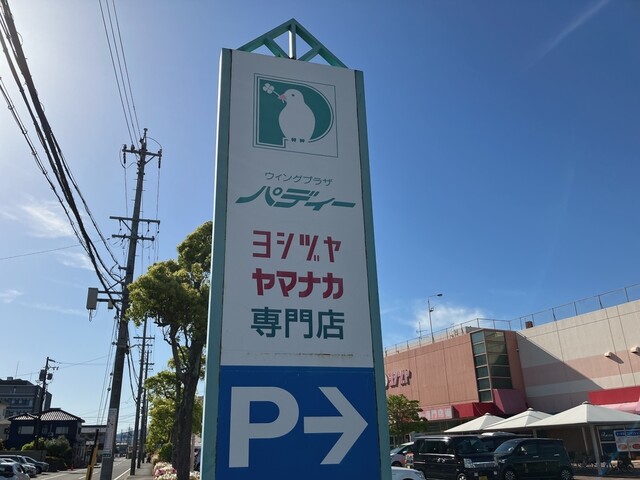 ウィングプラザ
パディー
ヨシヅヤ
ヤマナカ
専門店
P→